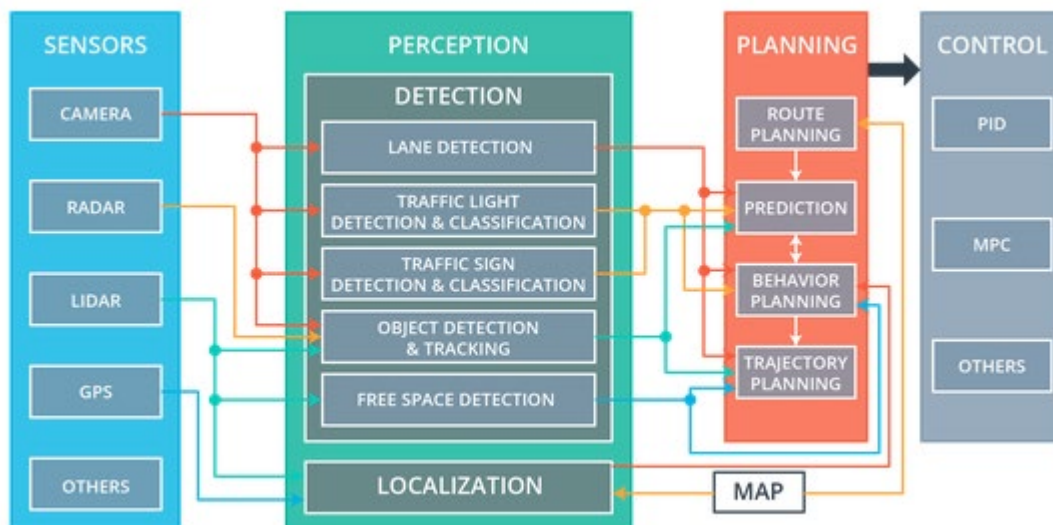 SENSORS
CAMERA
RADAR
LIDAR
GPS
OTHERS
PERCEPTION
DETECTION
LANE DETECTION
TRAFFIC LIGHT
DETECTION & CLASSIFICATION
TRAFFIC SIGN
DETECTION & CLASSIFICATION
OBJECT DETECTION
& TRACKING
FREE SPACE DETECTION
LOCALIZATION
PLANNING
ROUTE
PLANNING
PREDICTION
BEHAVIOR
PLANNING
TRAJECTORY
PLANNING
MAP
CONTROL
PID
MPC
OTHERS